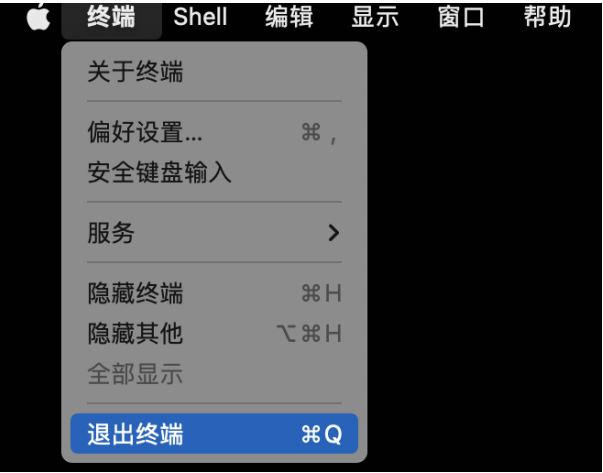 终端 Shell 编辑 显示 窗口 帮助
关于终端
偏好设置... ⌘ ,
安全键盘输入
服务 >
隐藏终端 ⌘H
隐藏其他 ⌥⌘H
全部显示
退出终端 ⌘Q